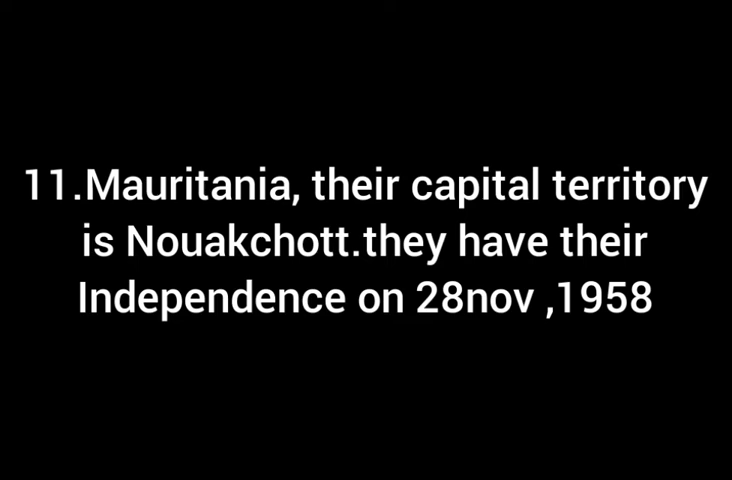 11.Mauritania, their capital territory
is Nouakchott.they have their
Independence on 28nov ,1958